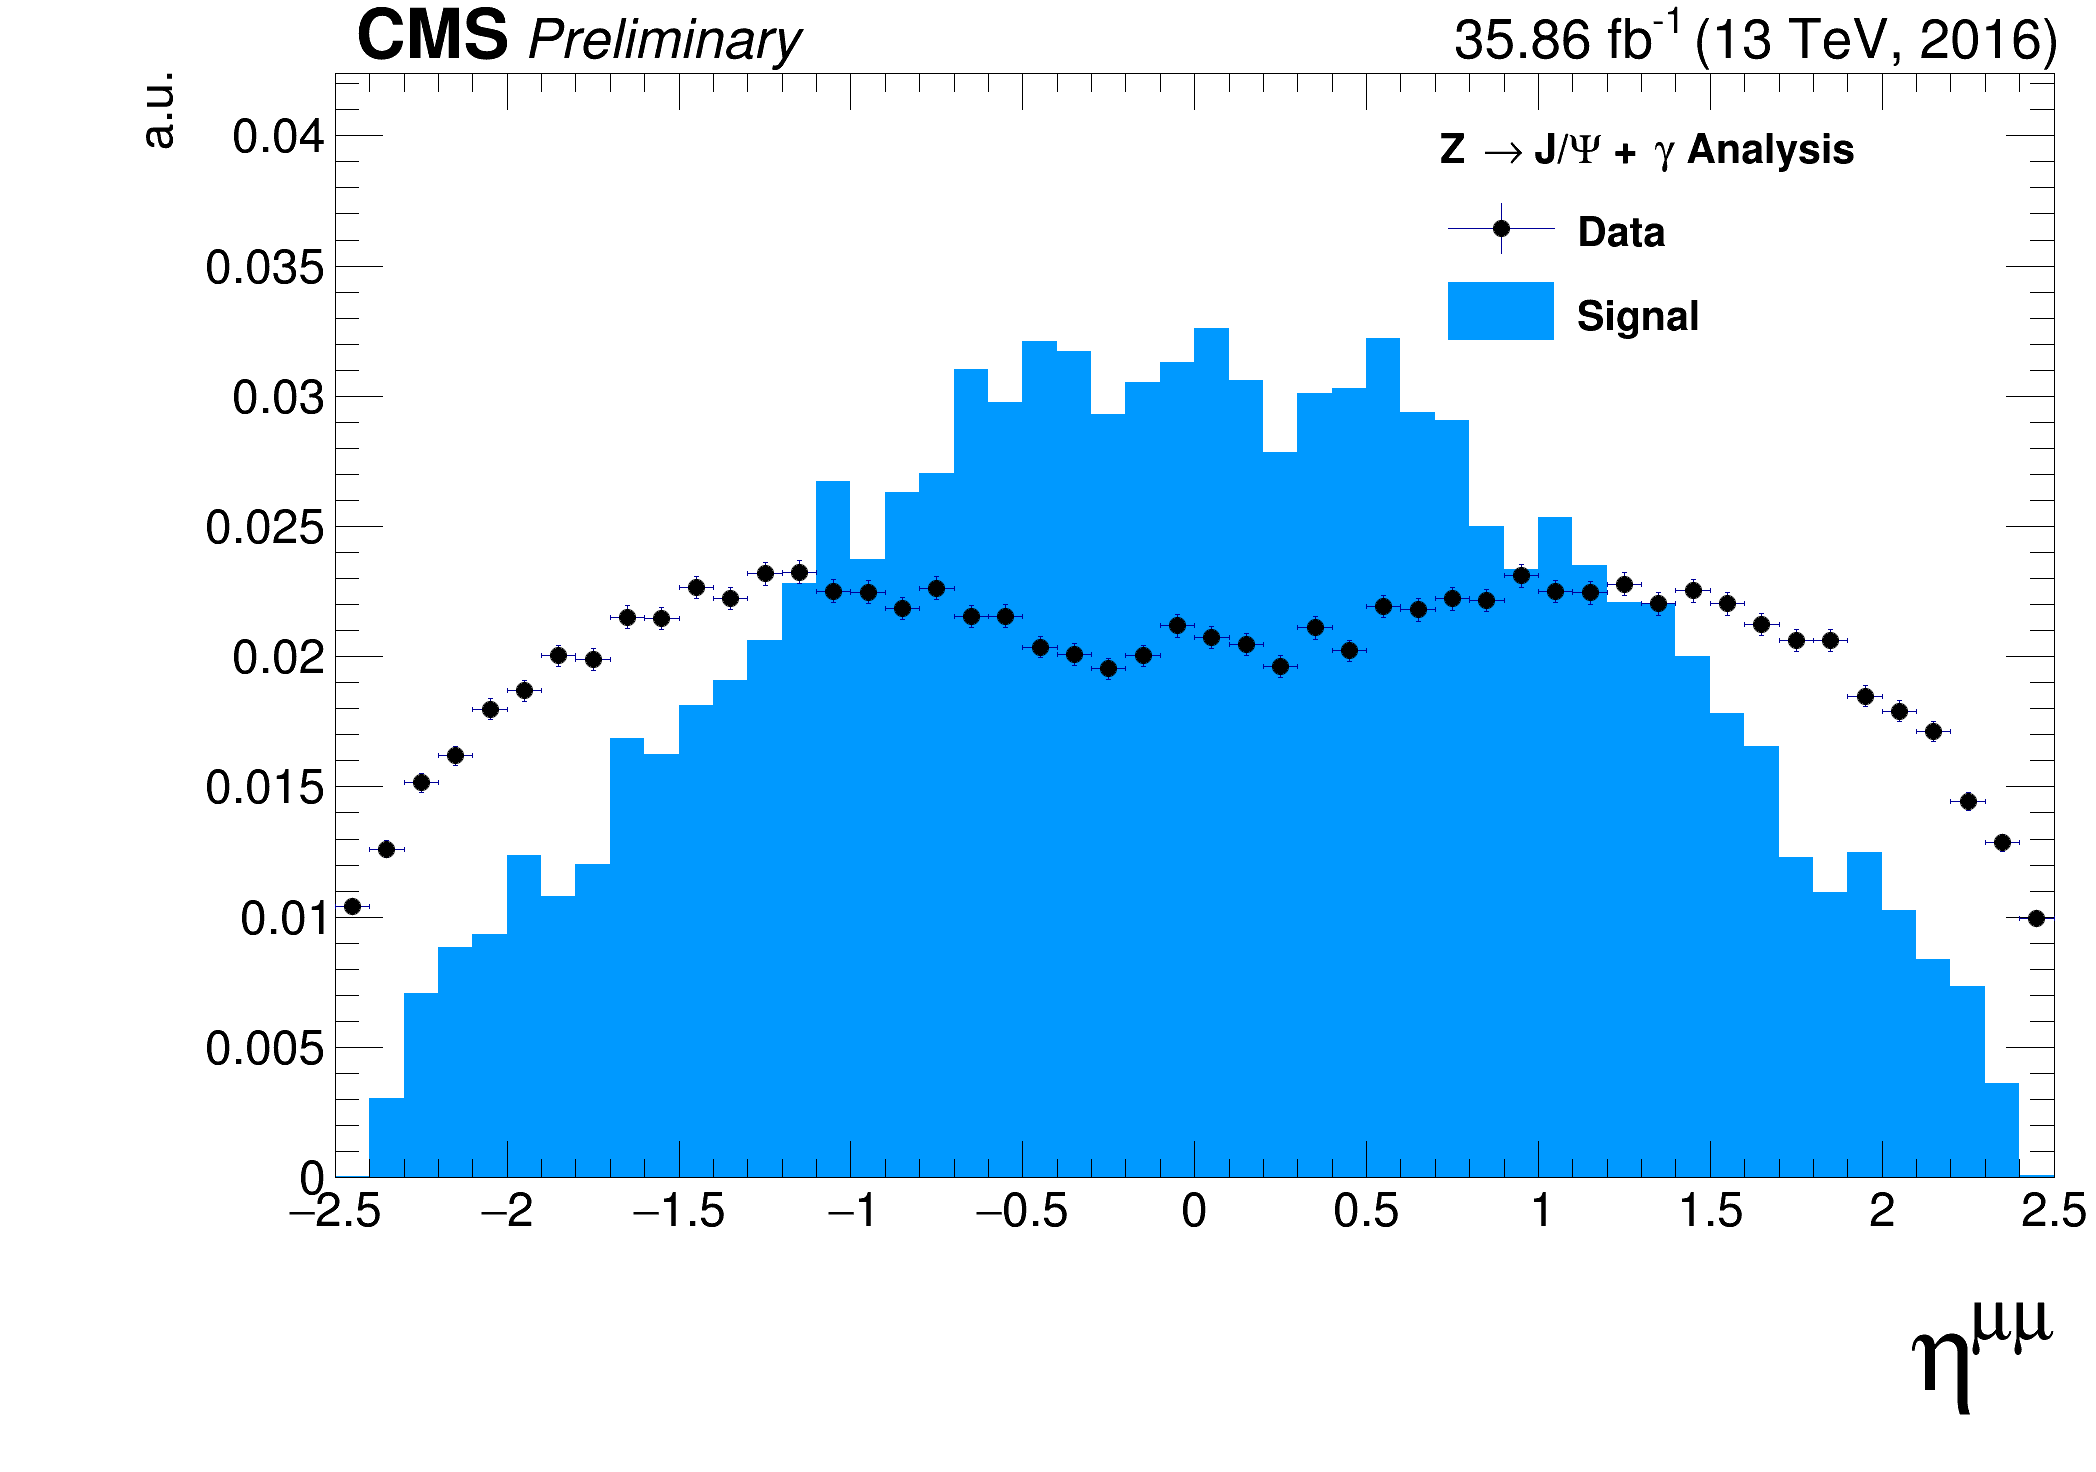 CMS Preliminary 35.86 fb⁻¹ (13 TeV, 2016)
a.u.
Z → J/Ψ + γ Analysis
Data
Signal
0.04
0.035
0.03
0.025
0.02
0.015
0.01
0.005
0
−2.5 −2 −1.5 −1 −0.5 0 0.5 1 1.5 2 2.5
η^μμ